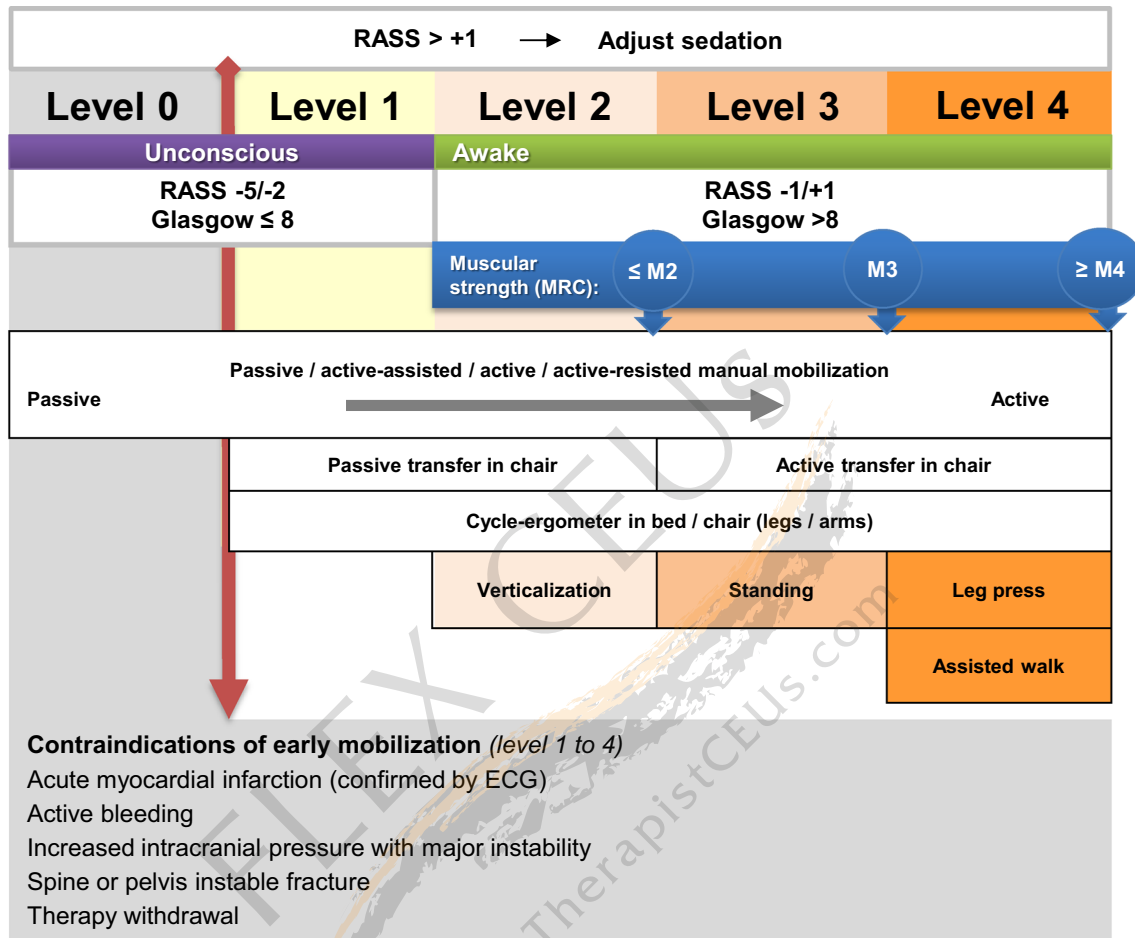 RASS > +1 → Adjust sedation
Level 0
Level 1
Level 2
Level 3
Level 4
Unconscious
Awake
RASS -5/-2
Glasgow ≤ 8
RASS -1/+1
Glasgow >8
Muscular
strength (MRC):
≤ M2
M3
≥ M4
Passive / active-assisted / active / active-resisted manual mobilization
Passive
Active
Passive transfer in chair
Active transfer in chair
Cycle-ergometer in bed / chair (legs / arms)
Verticalization
Standing
Leg press
Assisted walk
Contraindications of early mobilization (level 1 to 4)
Acute myocardial infarction (confirmed by ECG)
Active bleeding
Increased intracranial pressure with major instability
Spine or pelvis instable fracture
Therapy withdrawal
FLEX CEUs
TherapistCEUs.com